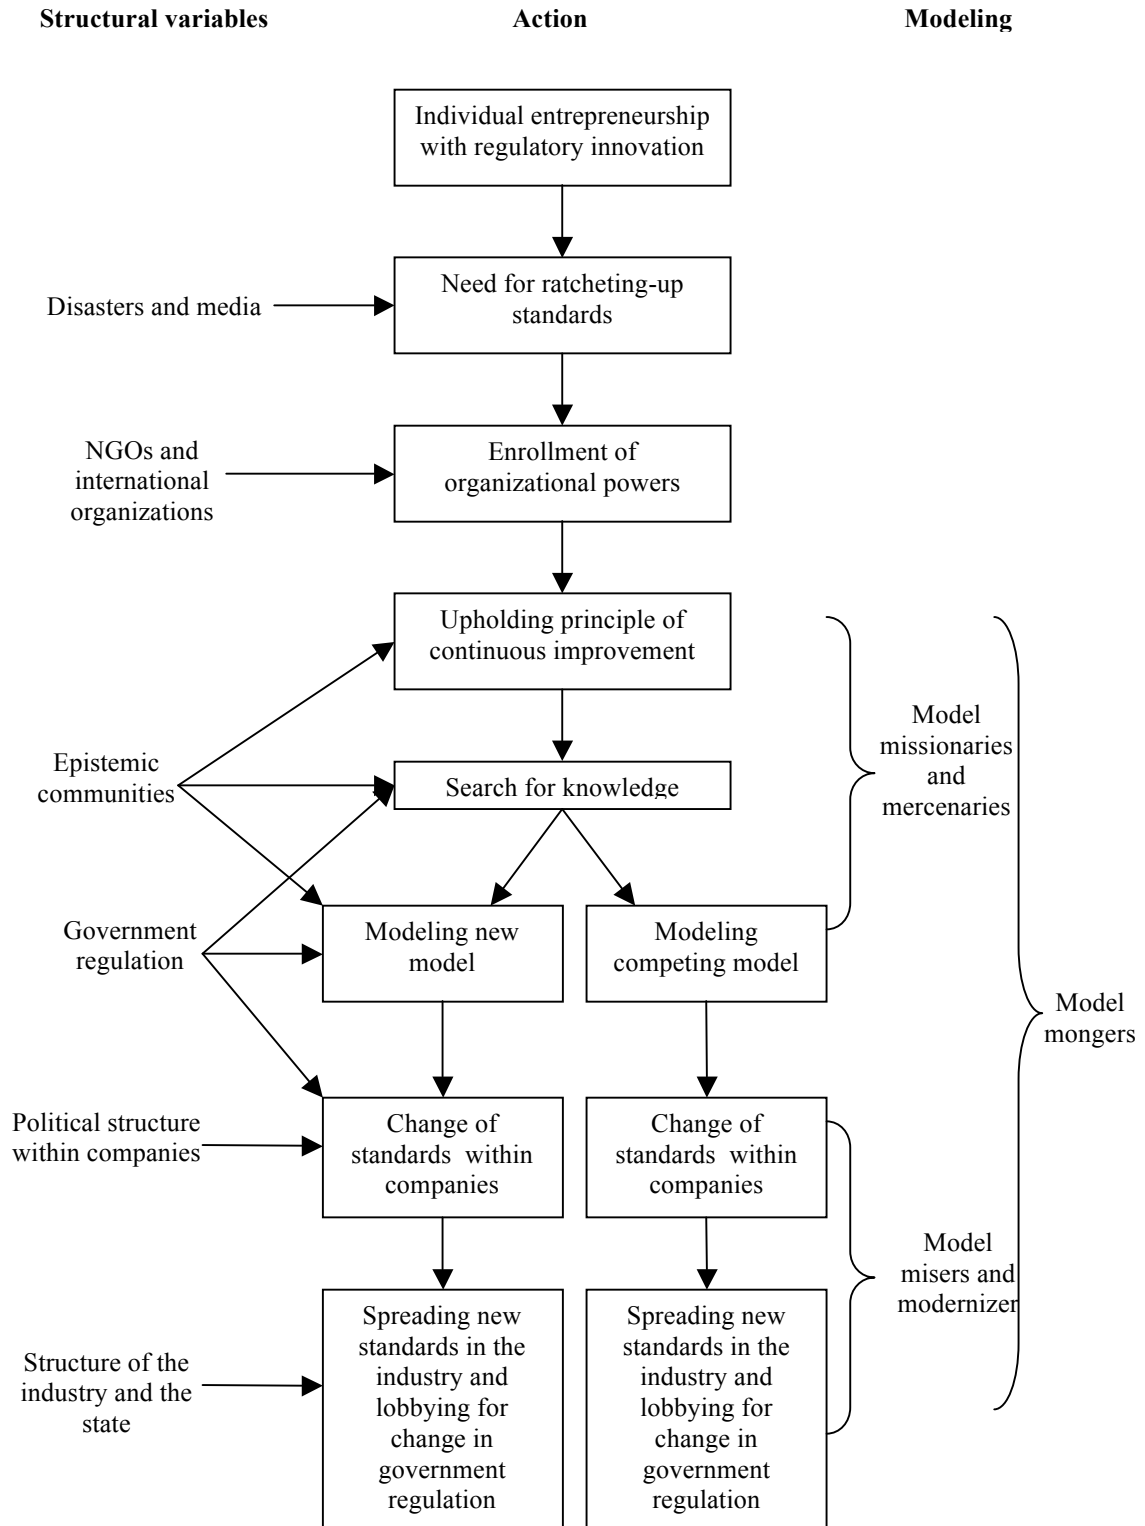 Structural variables
Action
Modeling
Individual entrepreneurship
with regulatory innovation
Need for ratcheting-up
standards
Disasters and media
Enrollment of
organizational powers
NGOs and
international
organizations
Upholding principle of
continuous improvement
Model
missionaries
and
mercenaries
Epistemic
communities
Search for knowledge
Government
regulation
Modeling new
model
Modeling
competing model
Model
mongers
Political structure
within companies
Change of
standards  within
companies
Change of
standards  within
companies
Model
misers and
modernizer
Structure of the
industry and the
state
Spreading new
standards in the
industry and
lobbying for
change in
government
regulation
Spreading new
standards in the
industry and
lobbying for
change in
government
regulation